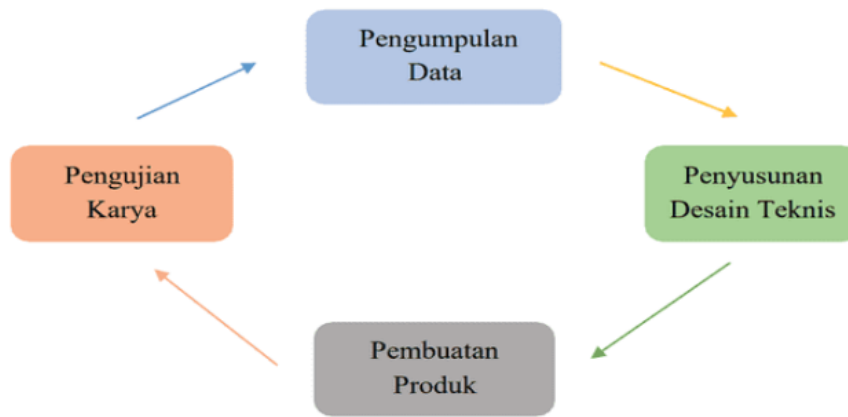 Pengumpulan
Data
Penyusunan
Desain Teknis
Pembuatan
Produk
Pengujian
Karya